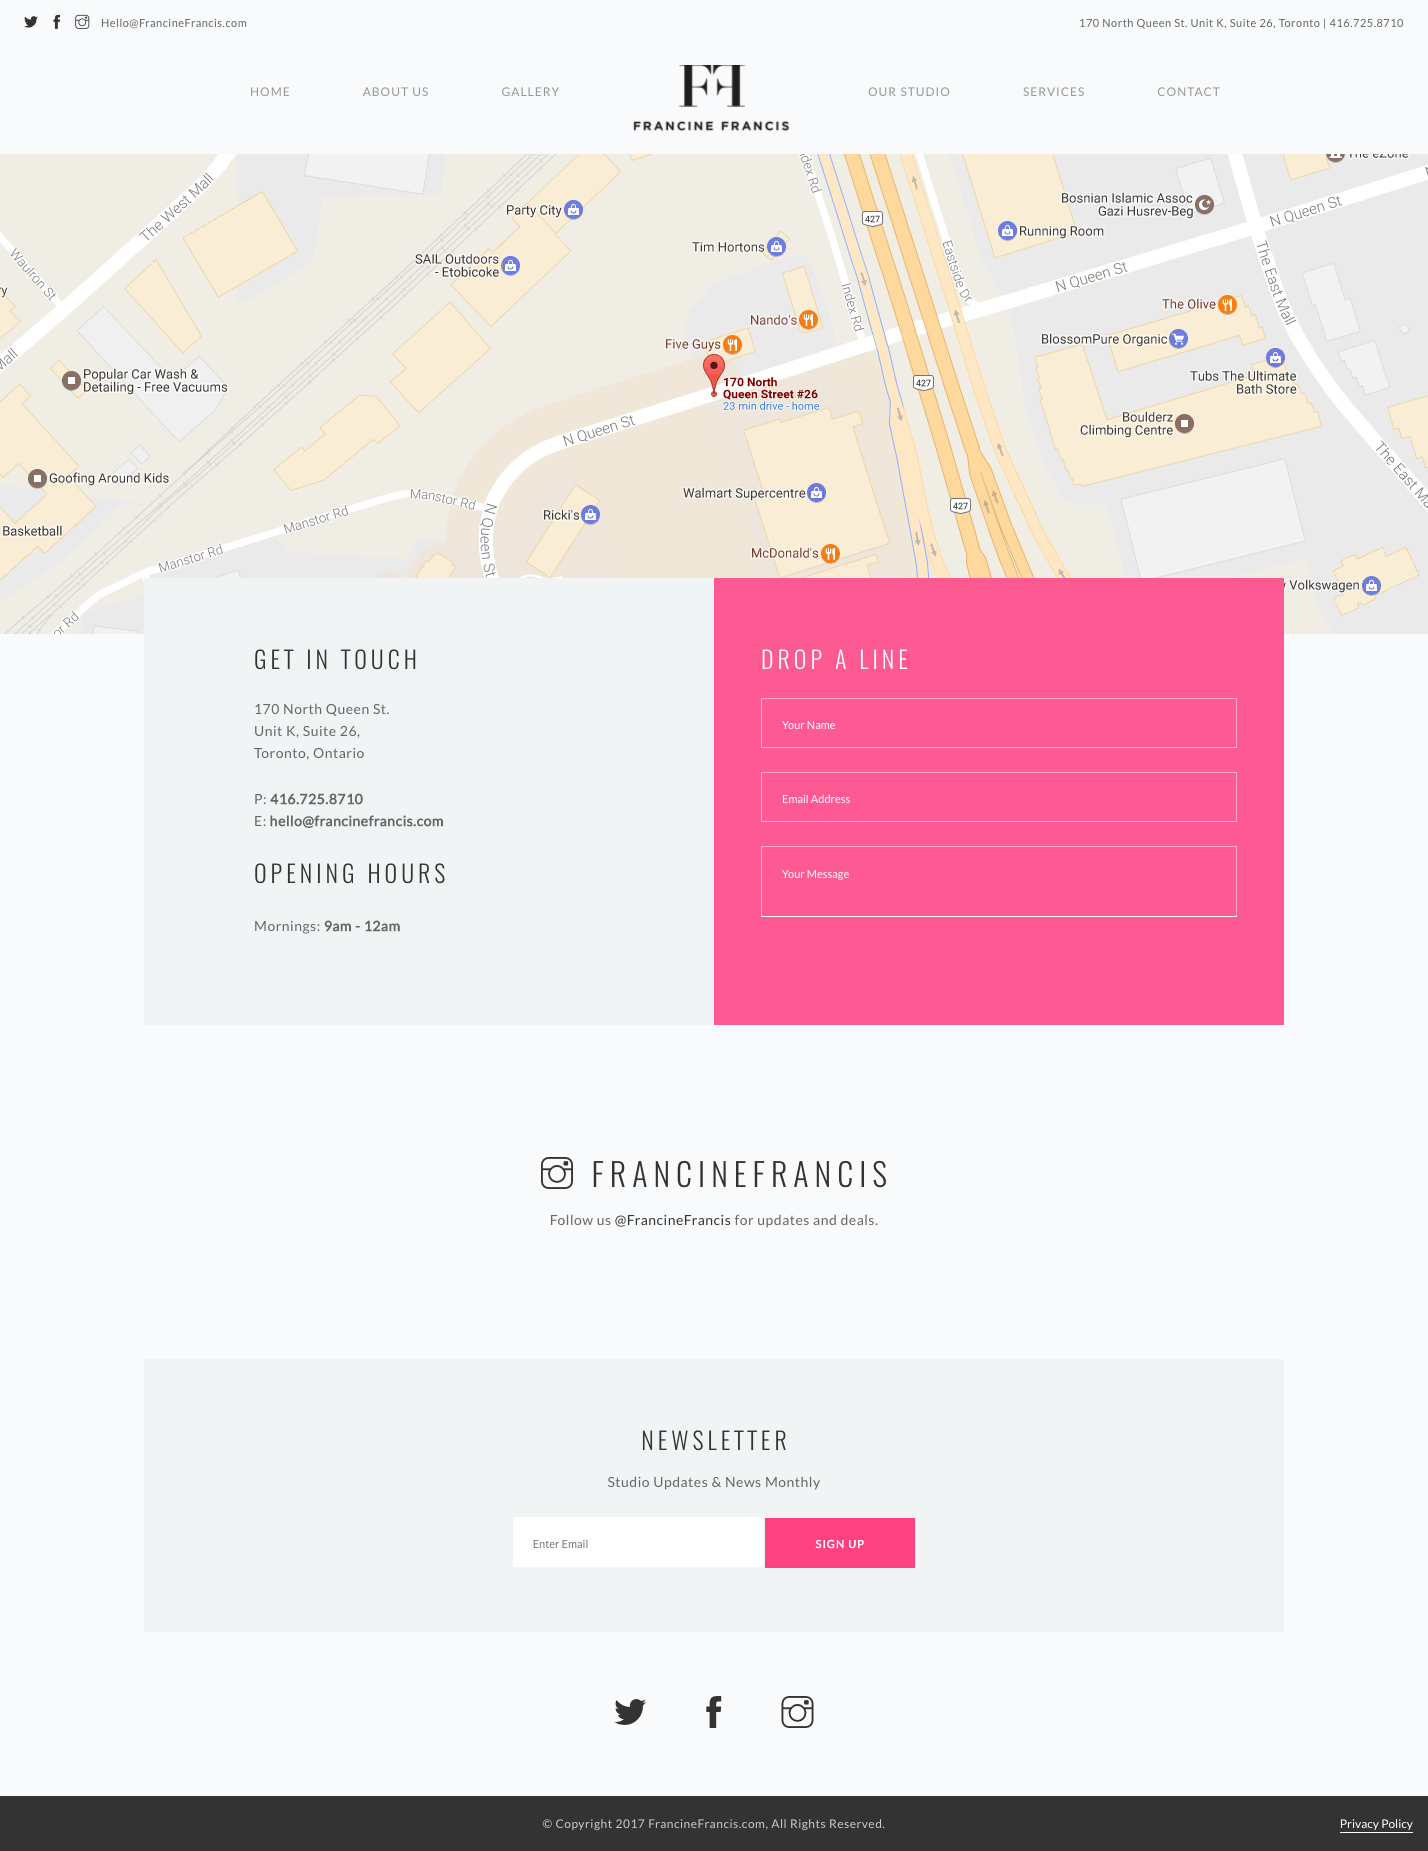 Hello@FrancineFrancis.com
170 North Queen St. Unit K, Suite 26, Toronto | 416.725.8710
HOME
ABOUT US
GALLERY
FF
FRANCINE FRANCIS
OUR STUDIO
SERVICES
CONTACT
The West Mall
Waulron St
Party City
SAIL Outdoors
- Etobicoke
Tim Hortons
Index Rd
427
Eastside Dr
Running Room
Bosnian Islamic Assoc
Gazi Husrev-Beg
The eZone
N Queen St
N Queen St
The East Mall
Index Rd
Nando's
Five Guys
The Olive
BlossomPure Organic
Tubs The Ultimate
Bath Store
Popular Car Wash &
Detailing - Free Vacuums
170 North
Queen Street #26
23 min drive - home
427
Boulderz
Climbing Centre
N Queen St
Goofing Around Kids
Manstor Rd
Manstor Rd
Manstor Rd
N Queen St
Walmart Supercentre
Ricki's
427
Basketball
McDonald's
Volkswagen
GET IN TOUCH
170 North Queen St.
Unit K, Suite 26,
Toronto, Ontario
P: 416.725.8710
E: hello@francinefrancis.com
OPENING HOURS
Mornings: 9am - 12am
DROP A LINE
Your Name
Email Address
Your Message
FRANCINEFRANCIS
Follow us @FrancineFrancis for updates and deals.
NEWSLETTER
Studio Updates & News Monthly
Enter Email
SIGN UP
© Copyright 2017 FrancineFrancis.com, All Rights Reserved.
Privacy Policy